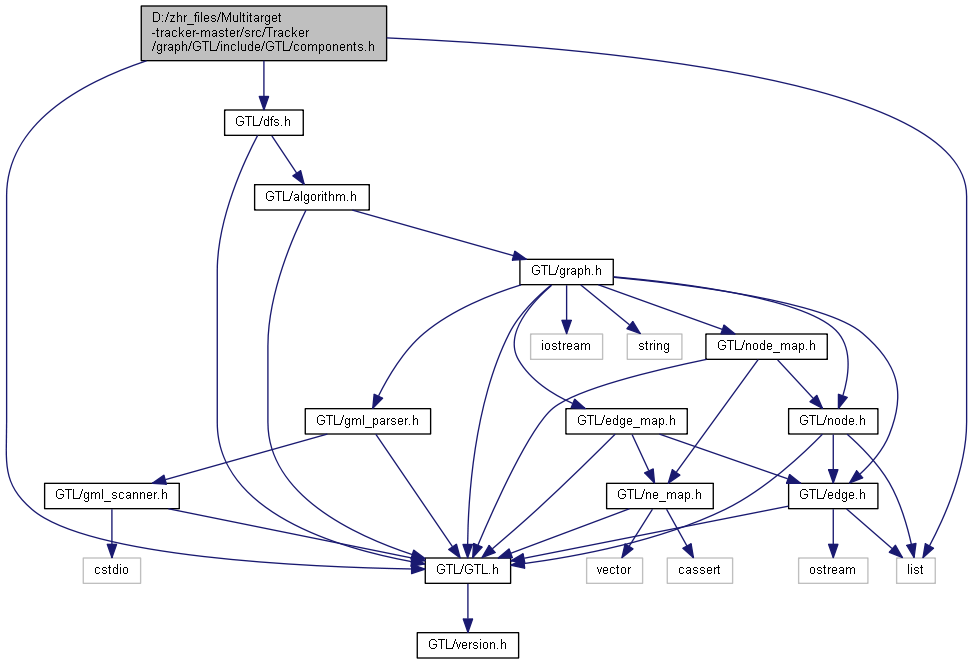 D:/zhr_files/Multitarget
-tracker-master/src/Tracker
/graph/GTL/include/GTL/components.h
GTL/dfs.h
GTL/algorithm.h
GTL/graph.h
iostream
string
GTL/node_map.h
GTL/gml_parser.h
GTL/edge_map.h
GTL/node.h
GTL/gml_scanner.h
GTL/ne_map.h
GTL/edge.h
cstdio
GTL/GTL.h
vector
cassert
ostream
list
GTL/version.h